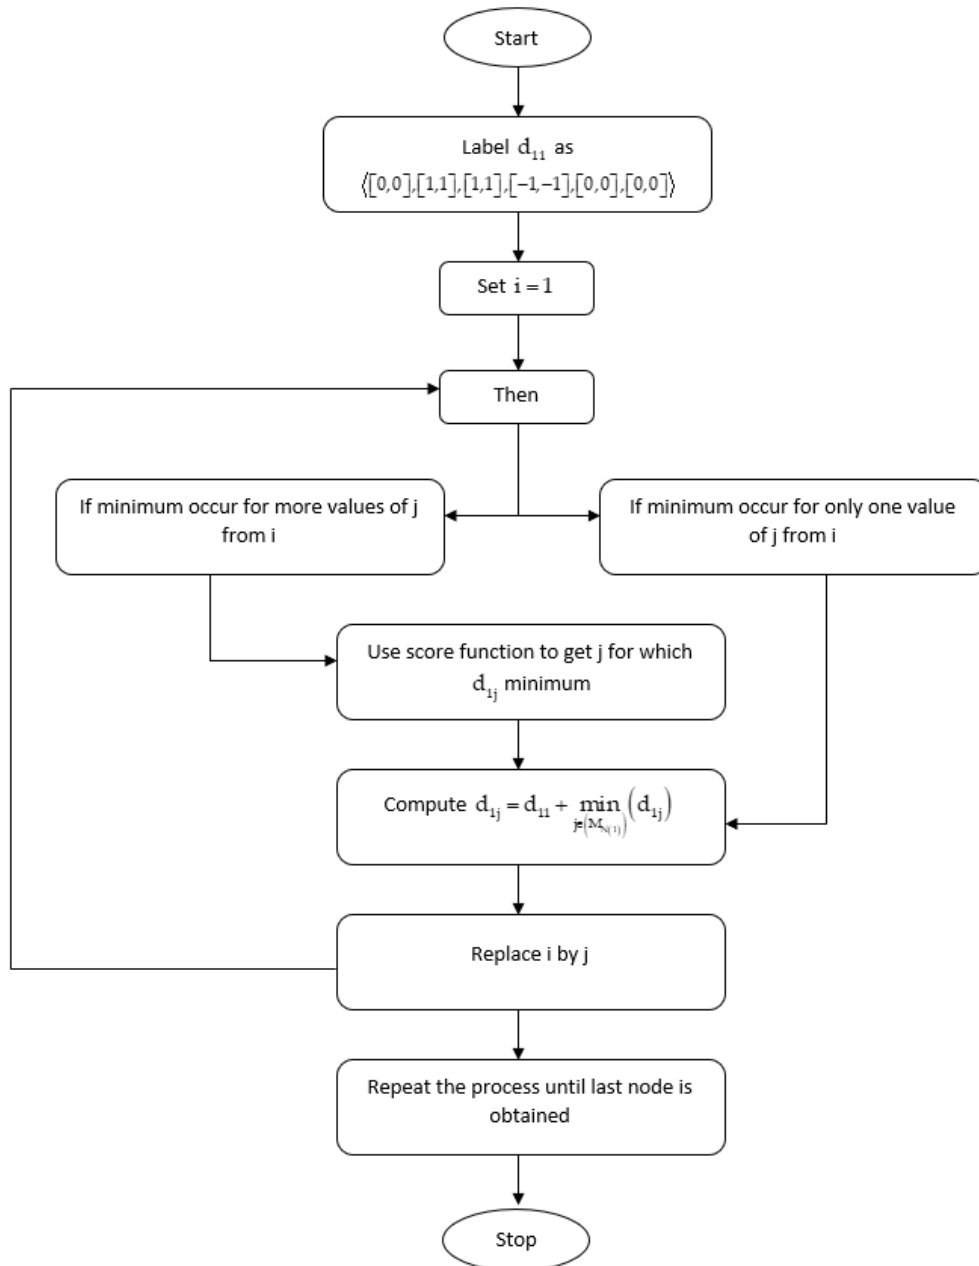 Start
Label d₁₁ as
⟨[0,0],[1,1],[1,1],[−1,−1],[0,0],[0,0]⟩
Set i = 1
Then
If minimum occur for more values of j
from i
If minimum occur for only one value
of j from i
Use score function to get j for which
d₁ⱼ minimum
Compute d₁ⱼ = d₁₁ + min j∈(M_N(1)) (d₁ⱼ)
Replace i by j
Repeat the process until last node is
obtained
Stop